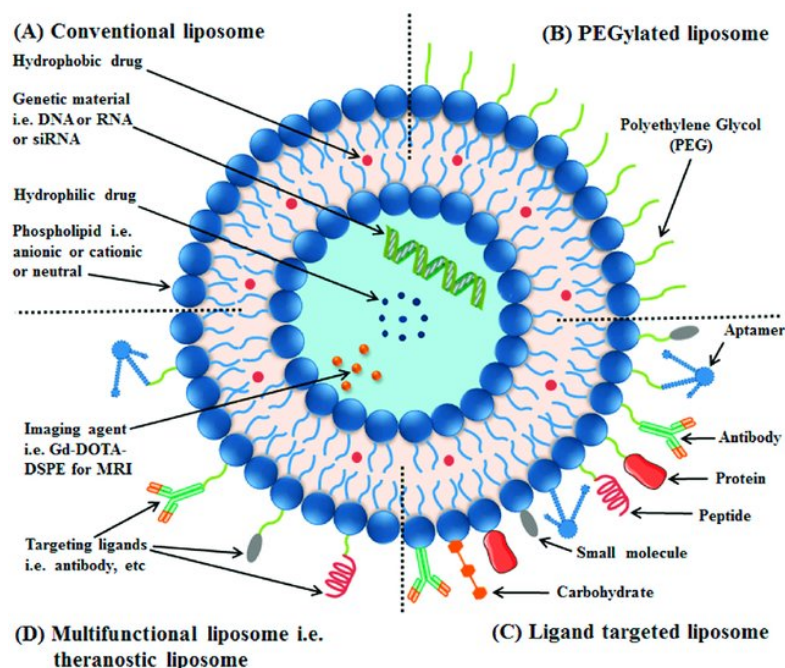 (A) Conventional liposome
(B) PEGylated liposome
Hydrophobic drug
Genetic material
i.e. DNA or RNA
or siRNA
Polyethylene Glycol
(PEG)
Hydrophilic drug
Phospholipid i.e.
anionic or cationic
or neutral
Aptamer
Imaging agent
i.e. Gd-DOTA-
DSPE for MRI
Antibody
Protein
Peptide
Targeting ligands
i.e. antibody, etc
Small molecule
Carbohydrate
(D) Multifunctional liposome i.e.
theranostic liposome
(C) Ligand targeted liposome